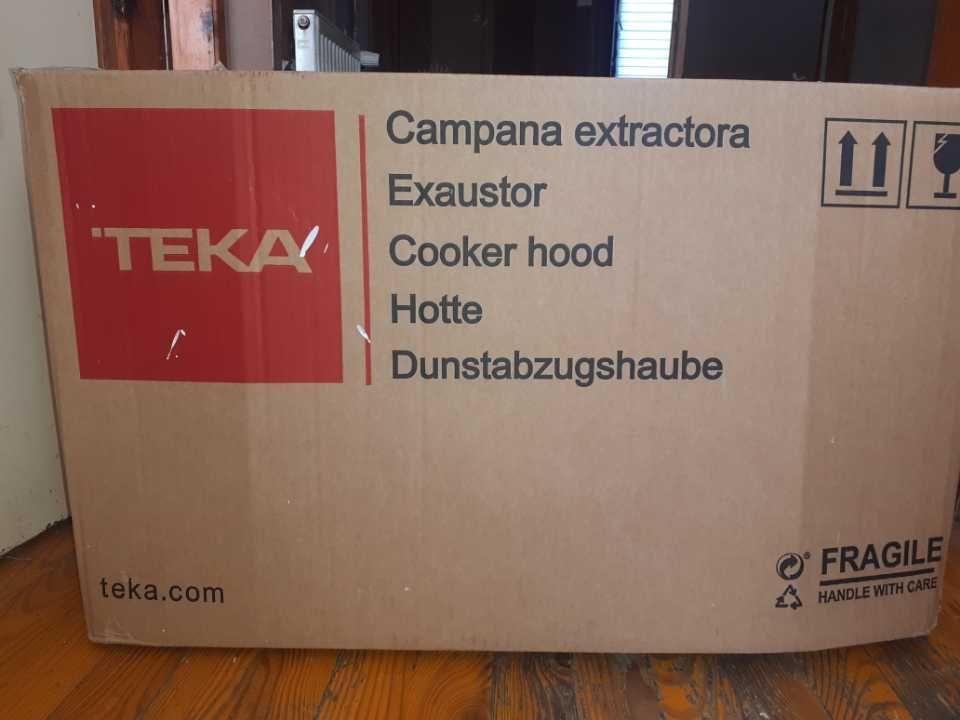 TEKA
Campana extractora
Exaustor
Cooker hood
Hotte
Dunstabzugshaube
teka.com
FRAGILE
HANDLE WITH CARE